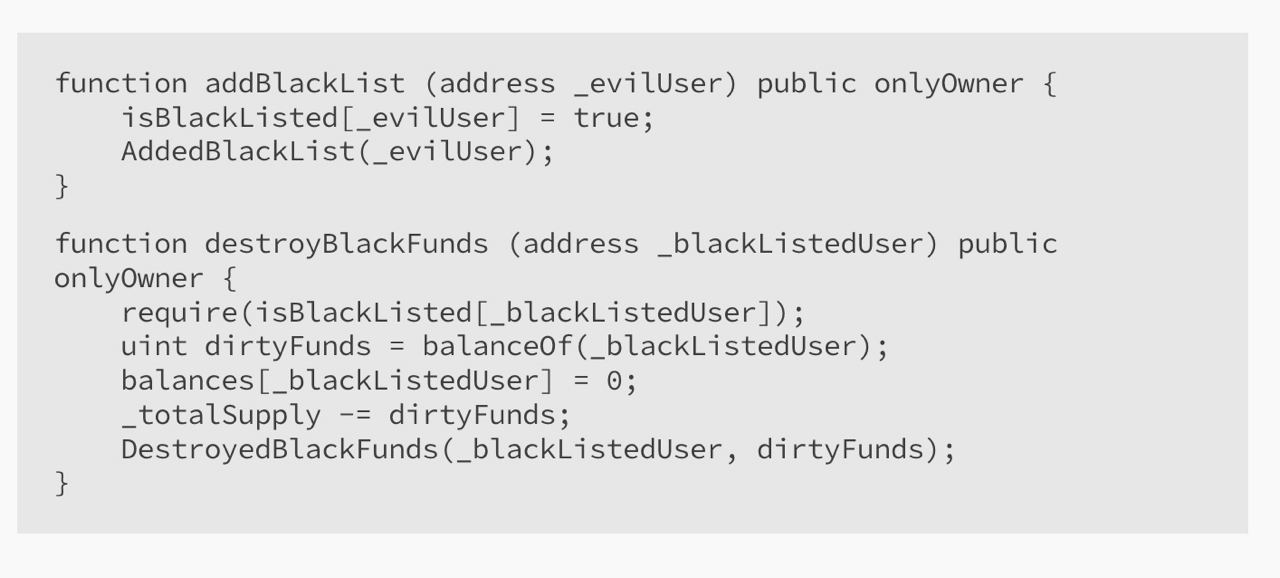 function addBlackList (address _evilUser) public onlyOwner {
    isBlackListed[_evilUser] = true;
    AddedBlackList(_evilUser);
}
function destroyBlackFunds (address _blackListedUser) public
onlyOwner {
    require(isBlackListed[_blackListedUser]);
    uint dirtyFunds = balanceOf(_blackListedUser);
    balances[_blackListedUser] = 0;
    _totalSupply -= dirtyFunds;
    DestroyedBlackFunds(_blackListedUser, dirtyFunds);
}